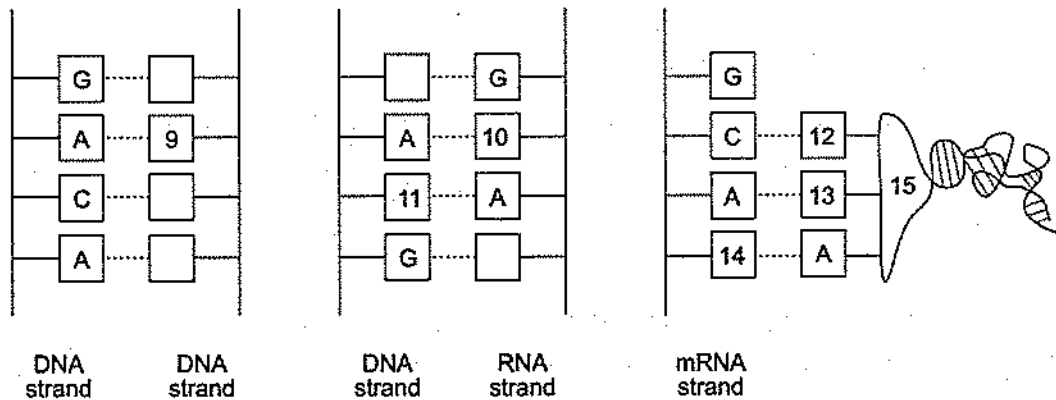 G
A 9
C
A
DNA strand
DNA strand
G
A 10
11 A
G
DNA strand
RNA strand
G
C 12
A 13
14 A
15
mRNA strand